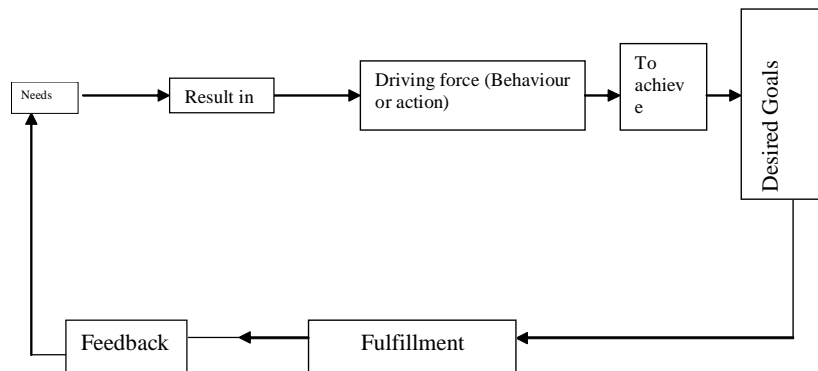 Needs
Result in
Driving force (Behaviour
or action)
To
achiev
e
Desired Goals
Fulfillment
Feedback